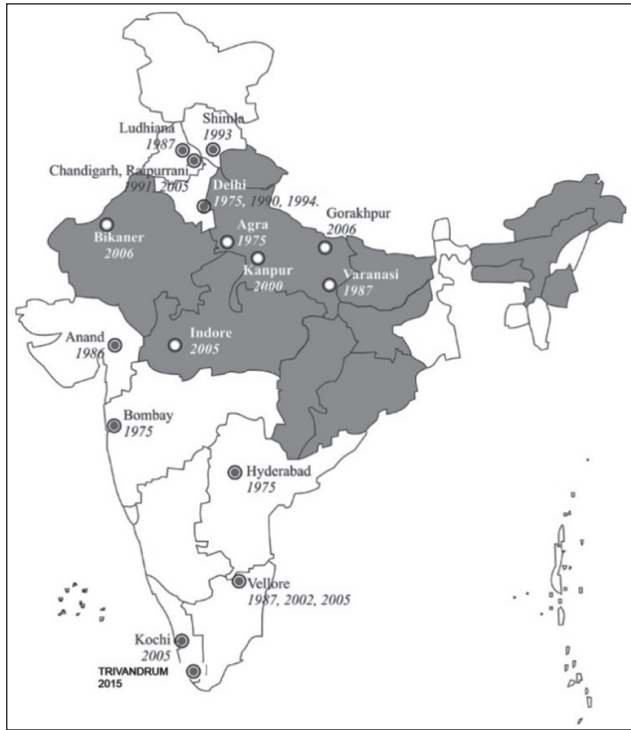 Shimla
1993
Ludhiana
1987
Chandigarh, Raipurrani
1991, 2005
Delhi
1975, 1990, 1994.
Gorakhpur
2006
Bikaner
2006
Agra
1975
Kanpur
2000
Varanasi
1987
Anand
1986
Indore
2005
Bombay
1975
Hyderabad
1975
Vellore
1987, 2002, 2005
Kochi
2005
TRIVANDRUM
2015